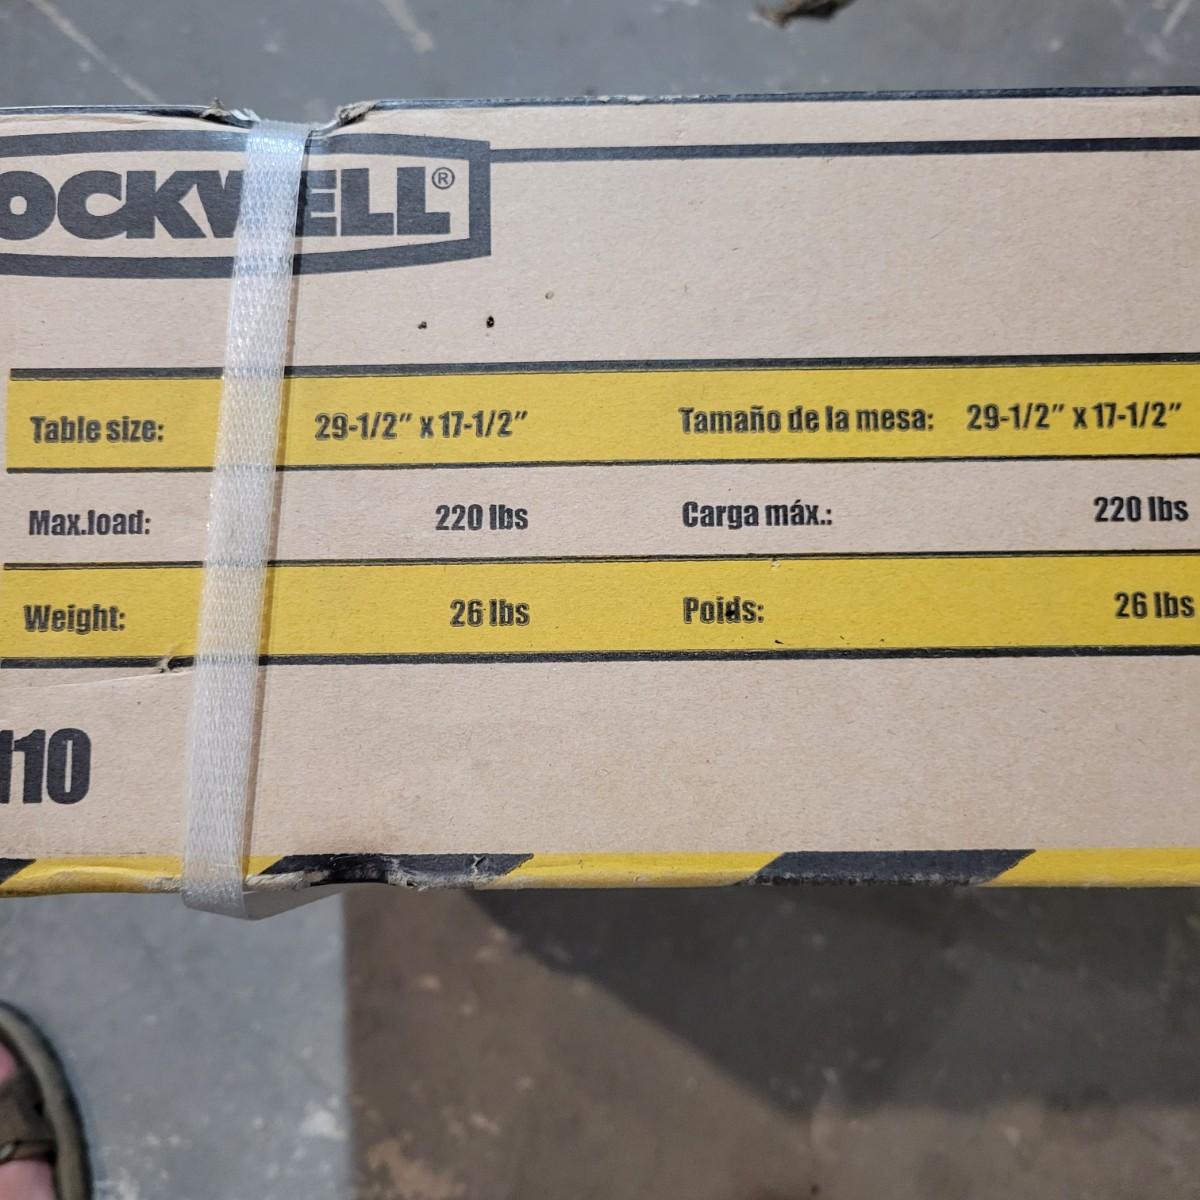 OCKWELL®
Table size: 29-1/2" x 17-1/2" Tamaño de la mesa: 29-1/2" x 17-1/2"
Max.load: 220 lbs Carga máx.: 220 lbs
Weight: 26 lbs Poids: 26 lbs
110